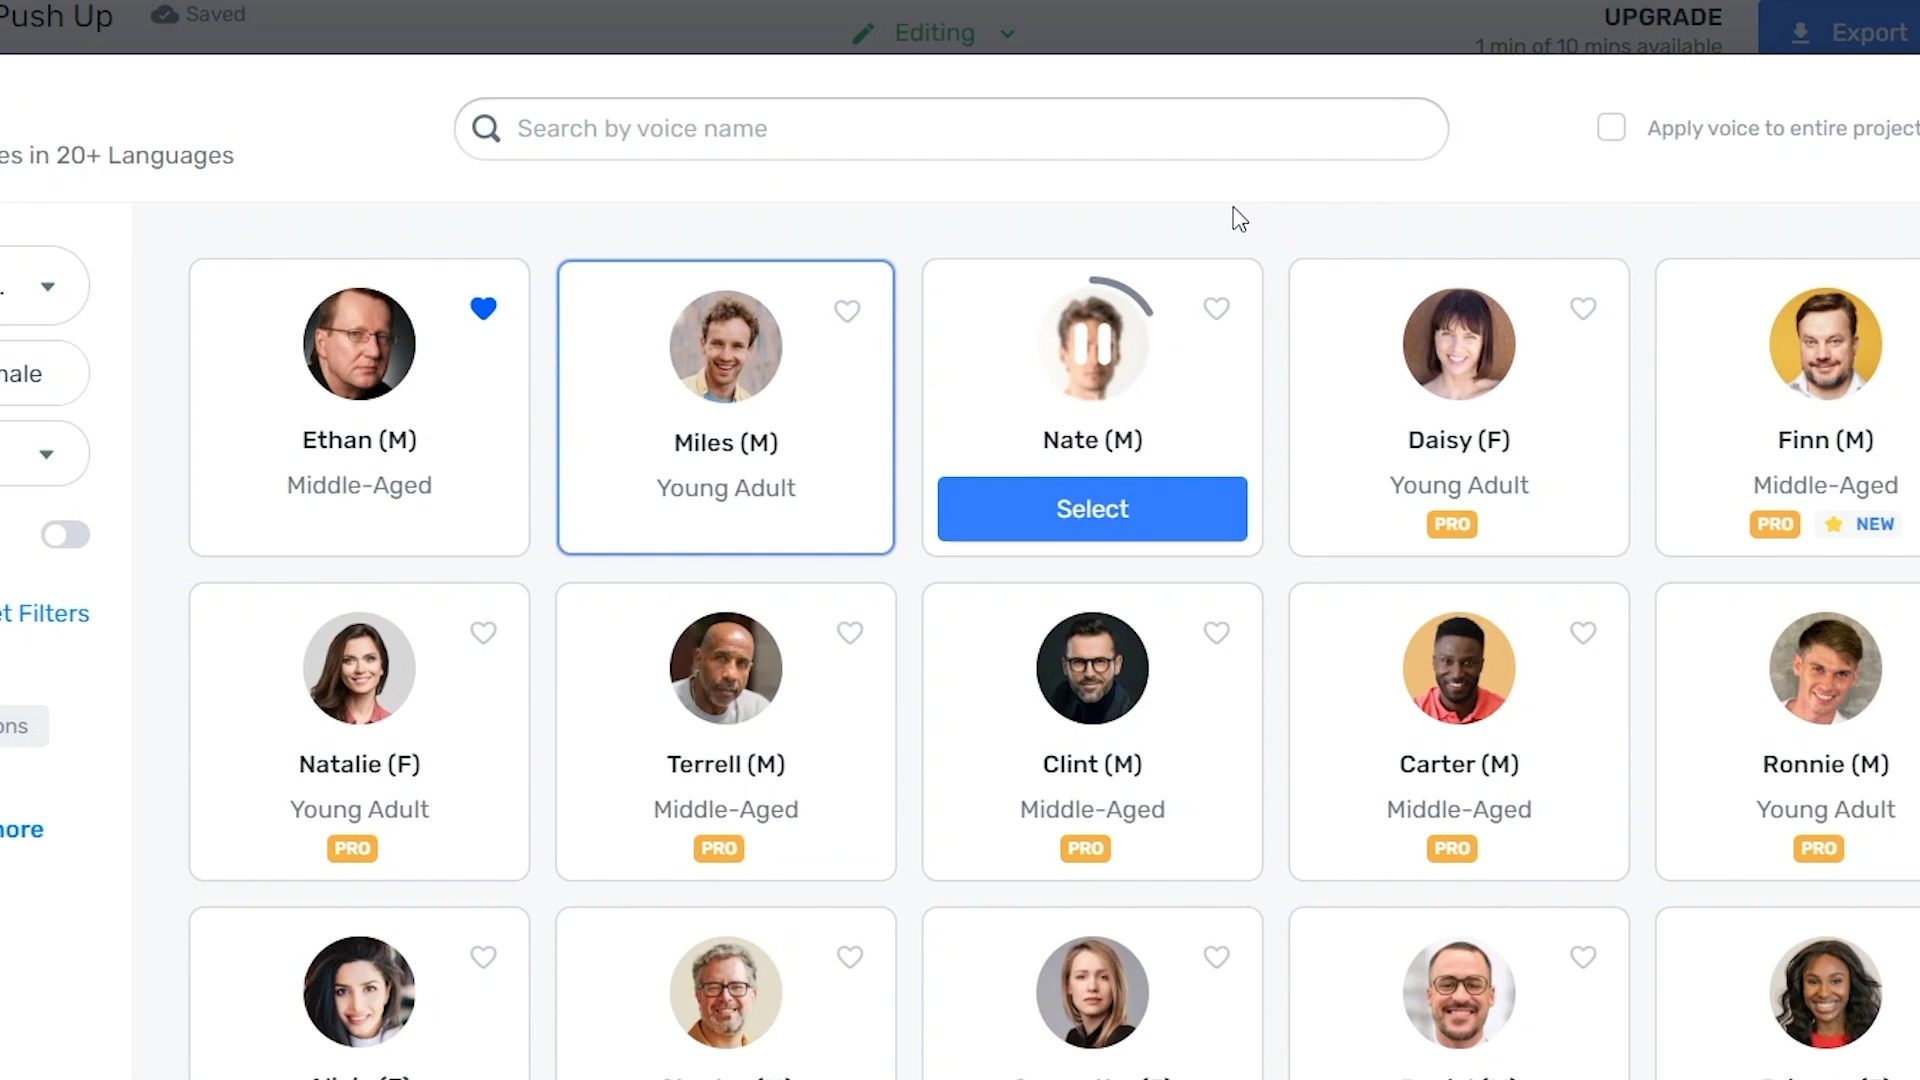 Push Up
Saved
Editing
UPGRADE
1 min of 10 mins available
Export
es in 20+ Languages
Search by voice name
Apply voice to entire project
nale
t Filters
ons
nore
Ethan (M)
Middle-Aged
Miles (M)
Young Adult
Nate (M)
Select
Daisy (F)
Young Adult
PRO
Finn (M)
Middle-Aged
PRO
NEW
Natalie (F)
Young Adult
PRO
Terrell (M)
Middle-Aged
PRO
Clint (M)
Middle-Aged
PRO
Carter (M)
Middle-Aged
PRO
Ronnie (M)
Young Adult
PRO